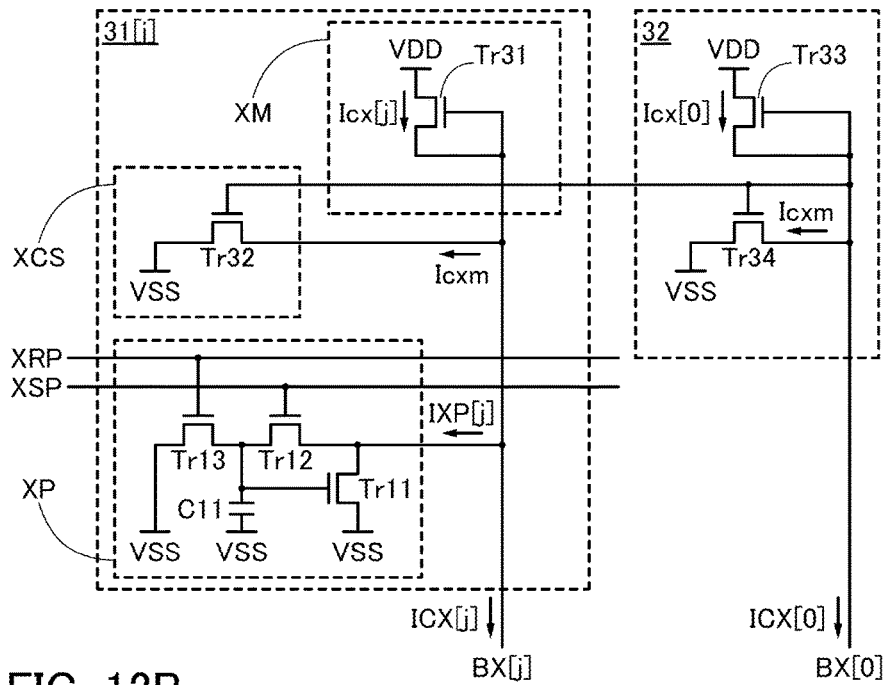 31[j]
32
VDD
Tr31
VDD
Tr33
XM
Icx[j]
Icx[0]
Icxm
XCS
Tr32
Icxm
Tr34
VSS
VSS
XRP
XSP
IXP[j]
Tr13
Tr12
XP
C11
Tr11
VSS
VSS
VSS
ICX[j]
ICX[0]
BX[j]
BX[0]